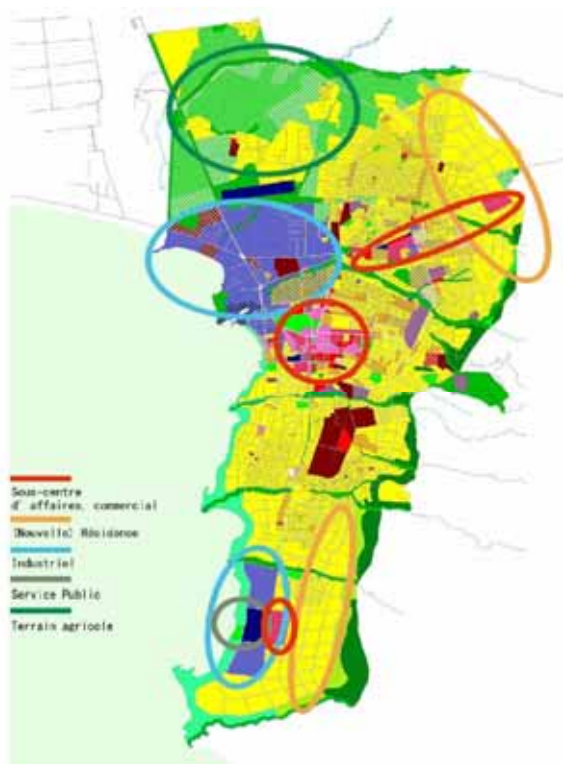 Sous-centre
d' affaires, commercial
(Nouvelle) Résidence
Industriel
Service Public
Terrain agricole